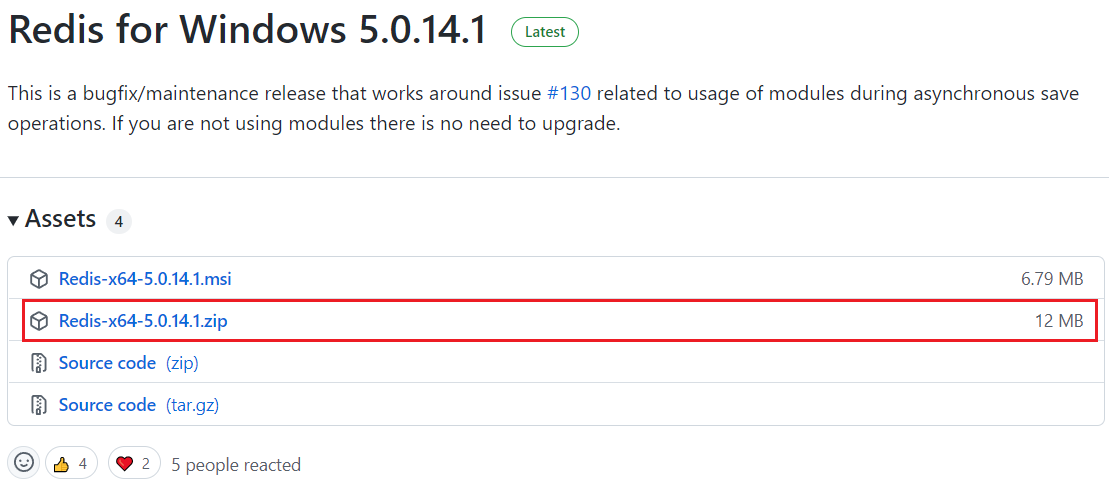 Redis for Windows 5.0.14.1 Latest
This is a bugfix/maintenance release that works around issue #130 related to usage of modules during asynchronous save
operations. If you are not using modules there is no need to upgrade.
Assets 4
Redis-x64-5.0.14.1.msi 6.79 MB
Redis-x64-5.0.14.1.zip 12 MB
Source code (zip)
Source code (tar.gz)
4 2 5 people reacted